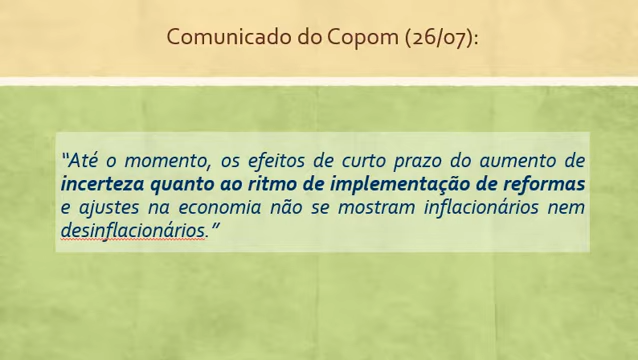 Comunicado do Copom (26/07):
“Até o momento, os efeitos de curto prazo do aumento de
incerteza quanto ao ritmo de implementação de reformas
e ajustes na economia não se mostram inflacionários nem
desinflacionários.”